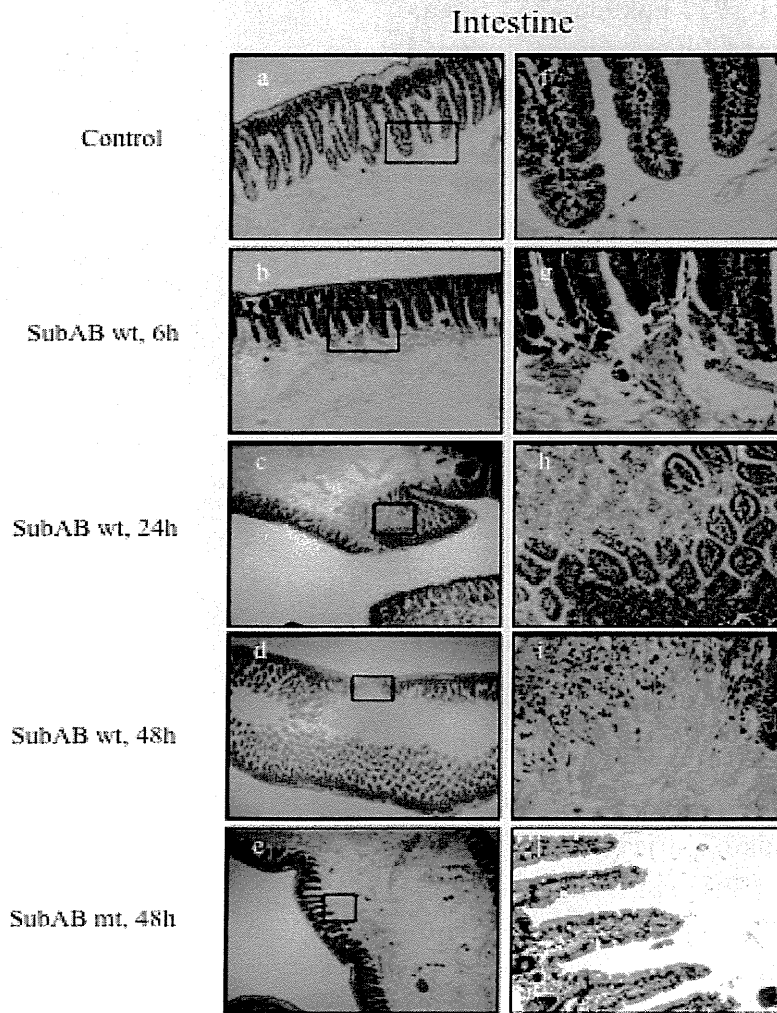 Intestine
Control
a
f
SubAB wt, 6h
b
g
SubAB wt, 24h
c
h
SubAB wt, 48h
d
i
SubAB mt, 48h
e
j